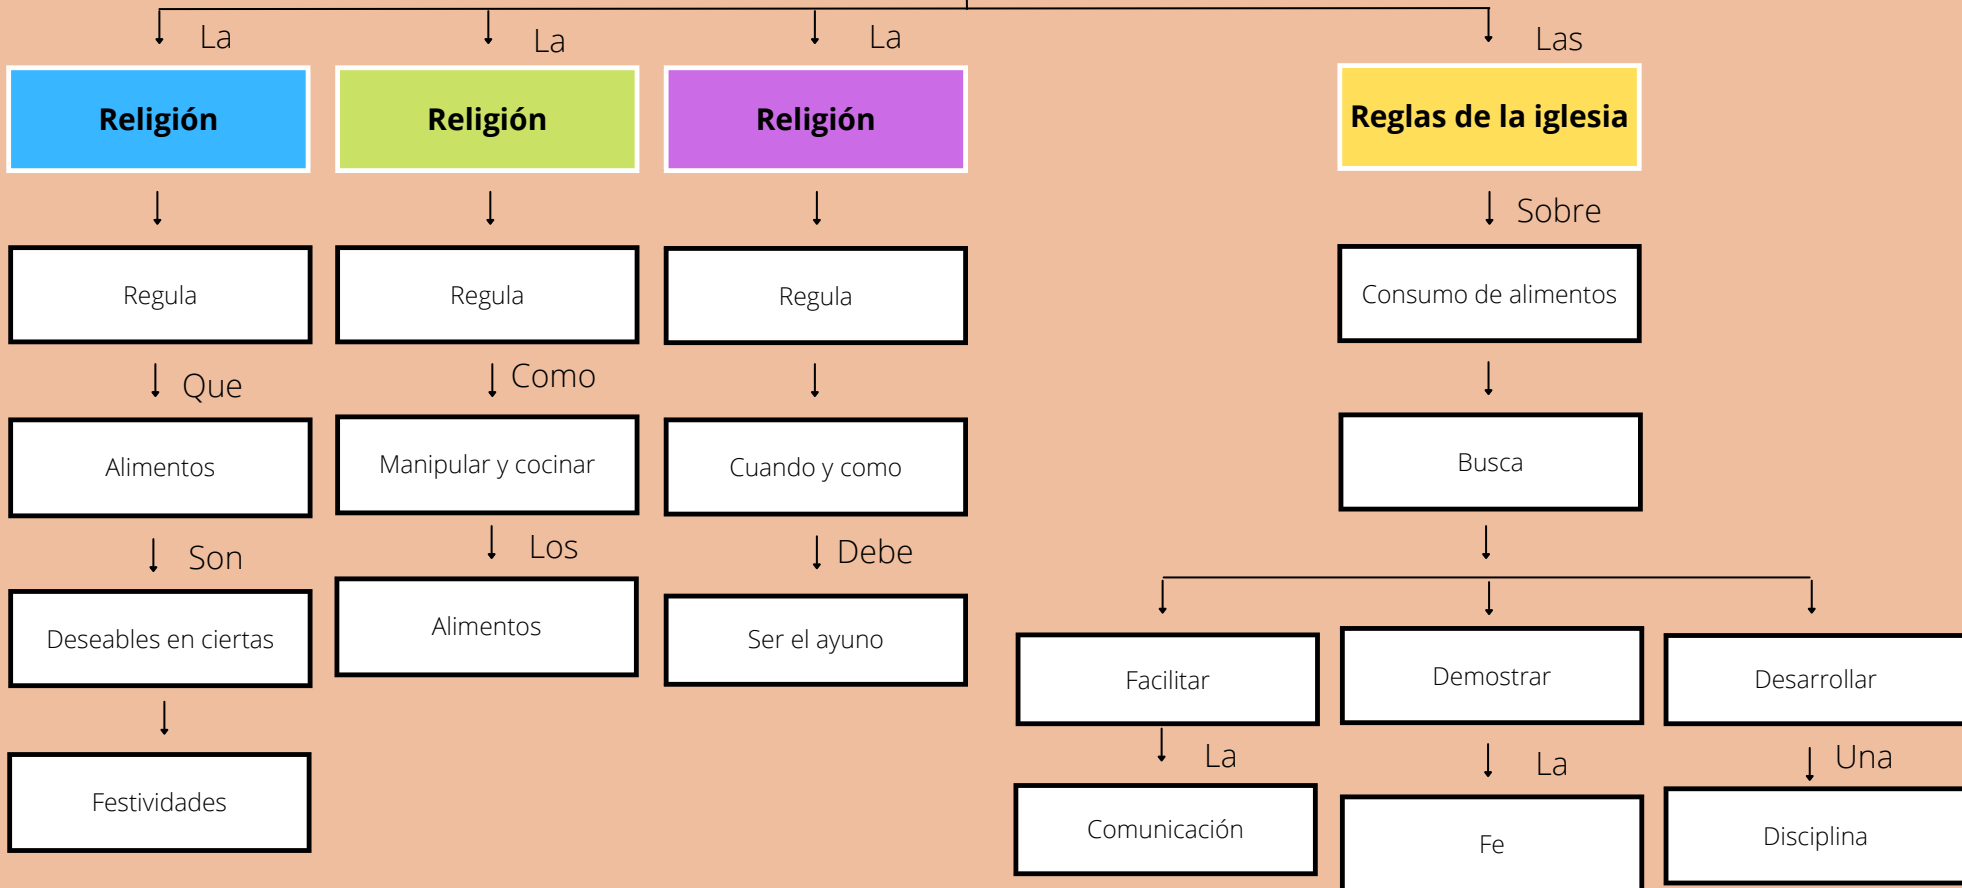 La
Religión
Regula
Que
Alimentos
Son
Deseables en ciertas
Festividades
La
Religión
Regula
Como
Manipular y cocinar
Los
Alimentos
La
Religión
Regula
Cuando y como
Debe
Ser el ayuno
Las
Reglas de la iglesia
Sobre
Consumo de alimentos
Busca
Facilitar
La
Comunicación
Demostrar
La
Fe
Desarrollar
Una
Disciplina